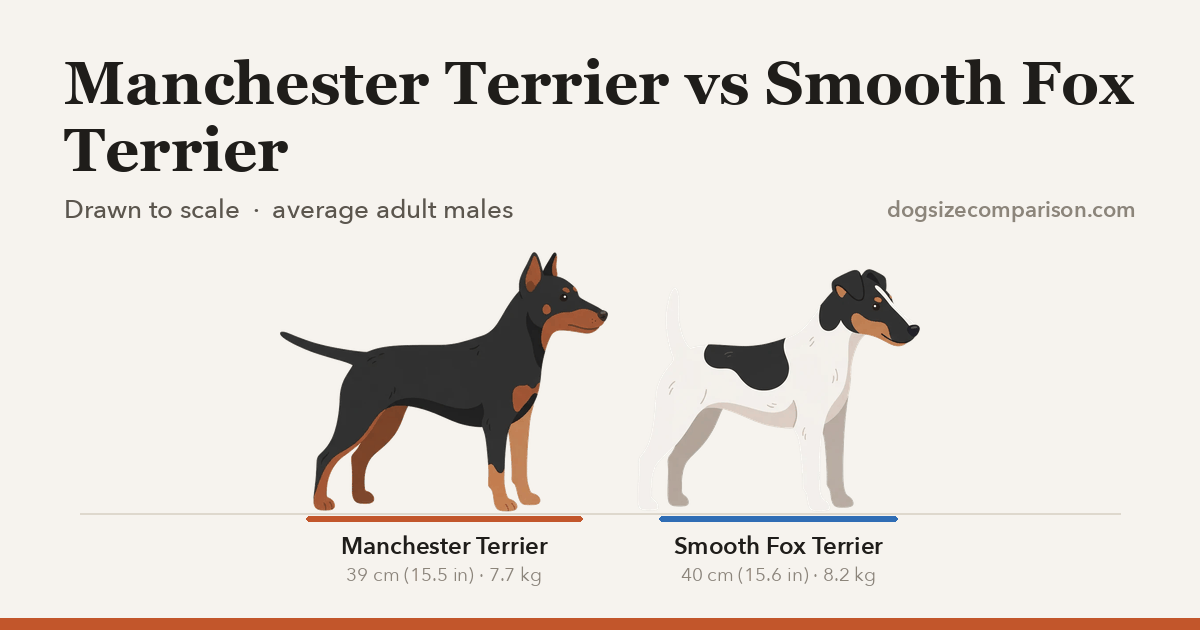 Manchester Terrier vs Smooth Fox
Terrier
Drawn to scale · average adult males
dogsizecomparison.com
Manchester Terrier
39 cm (15.5 in) · 7.7 kg
Smooth Fox Terrier
40 cm (15.6 in) · 8.2 kg